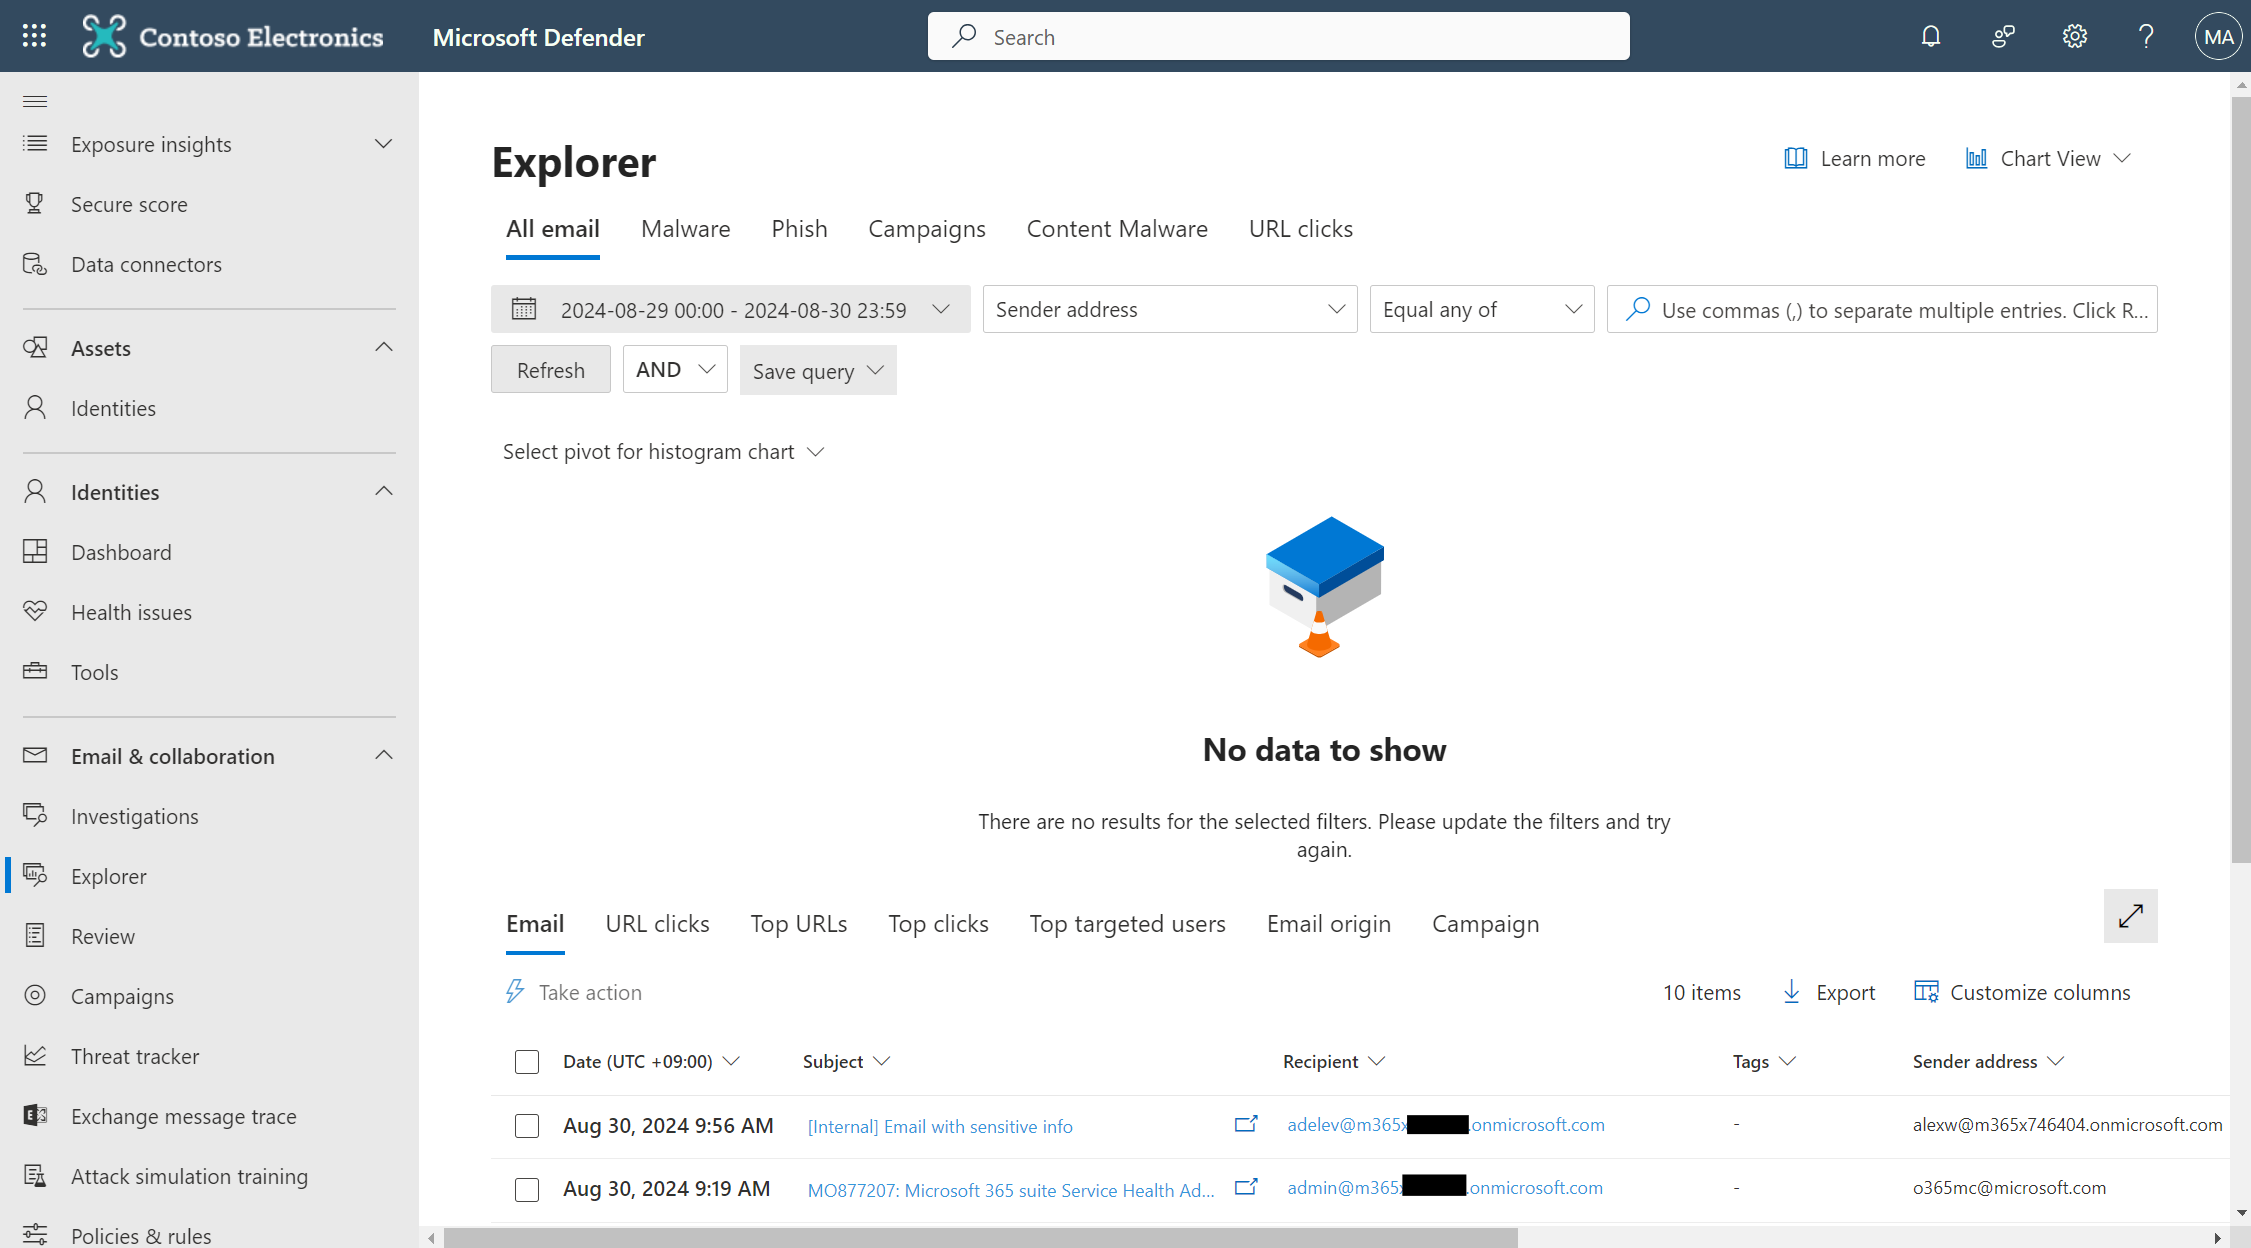 Contoso Electronics
Microsoft Defender
Search
MA
Exposure insights
Secure score
Data connectors
Assets
Identities
Identities
Dashboard
Health issues
Tools
Email & collaboration
Investigations
Explorer
Review
Campaigns
Threat tracker
Exchange message trace
Attack simulation training
Policies & rules
Explorer
Learn more
Chart View
All email
Malware
Phish
Campaigns
Content Malware
URL clicks
2024-08-29 00:00 - 2024-08-30 23:59
Sender address
Equal any of
Use commas (,) to separate multiple entries. Click R...
Refresh
AND
Save query
Select pivot for histogram chart
No data to show
There are no results for the selected filters. Please update the filters and try
again.
Email
URL clicks
Top URLs
Top clicks
Top targeted users
Email origin
Campaign
Take action
10 items
Export
Customize columns
Date (UTC +09:00)
Subject
Recipient
Tags
Sender address
Aug 30, 2024 9:56 AM
[Internal] Email with sensitive info
adelev@m365x .onmicrosoft.com
-
alexw@m365x746404.onmicrosoft.com
Aug 30, 2024 9:19 AM
MO877207: Microsoft 365 suite Service Health Ad...
admin@m365x .onmicrosoft.com
-
o365mc@microsoft.com